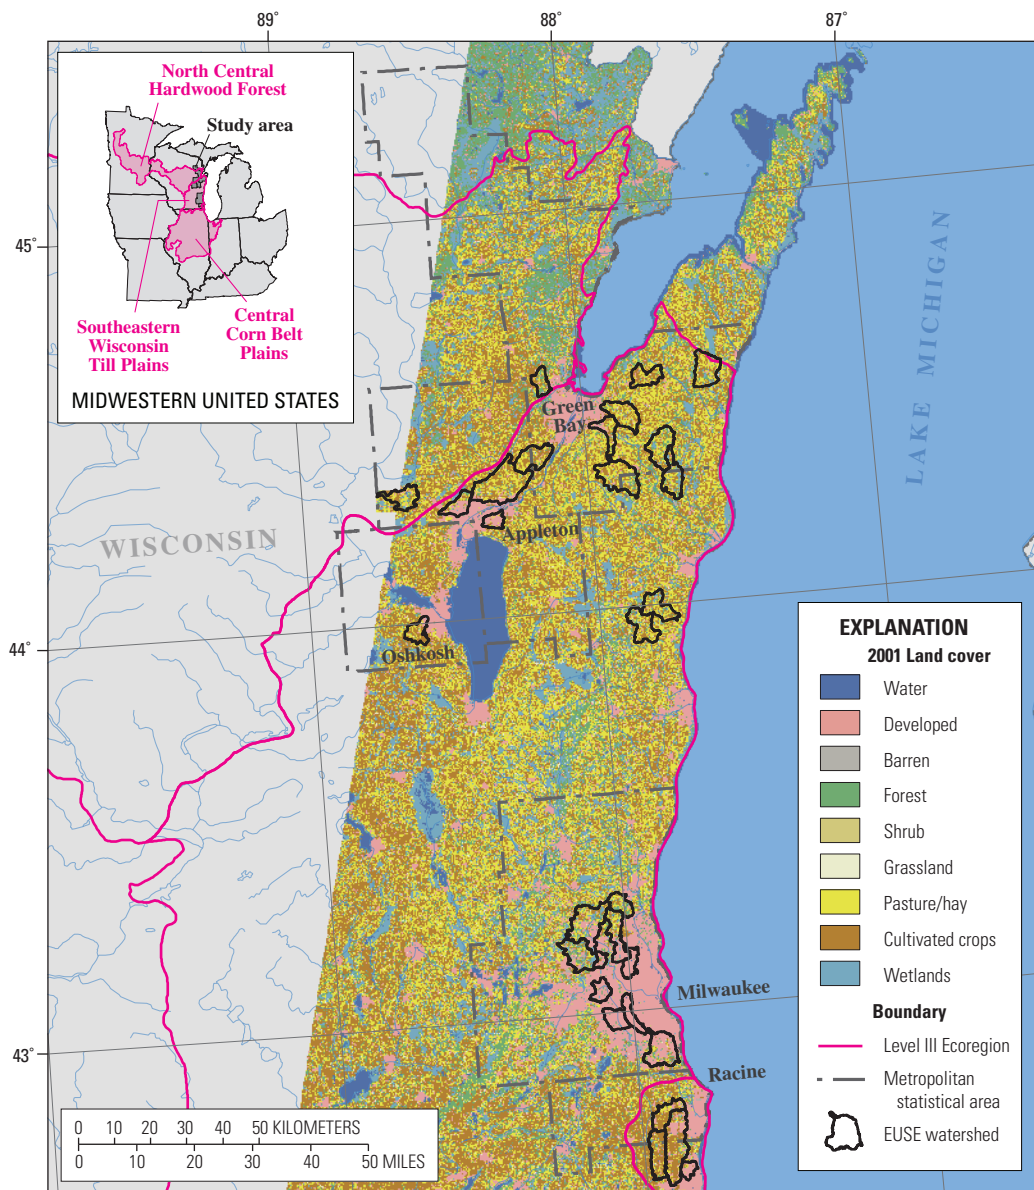 89°
88°
87°
North Central
Hardwood Forest
Study area
Southeastern
Wisconsin
Till Plains
Central
Corn Belt
Plains
MIDWESTERN UNITED STATES
45°
44°
43°
WISCONSIN
LAKE MICHIGAN
Green
Bay
Appleton
Oshkosh
Milwaukee
Racine
EXPLANATION
2001 Land cover
Water
Developed
Barren
Forest
Shrub
Grassland
Pasture/hay
Cultivated crops
Wetlands
Boundary
Level III Ecoregion
Metropolitan
statistical area
EUSE watershed
0 10 20 30 40 50 KILOMETERS
0 10 20 30 40 50 MILES